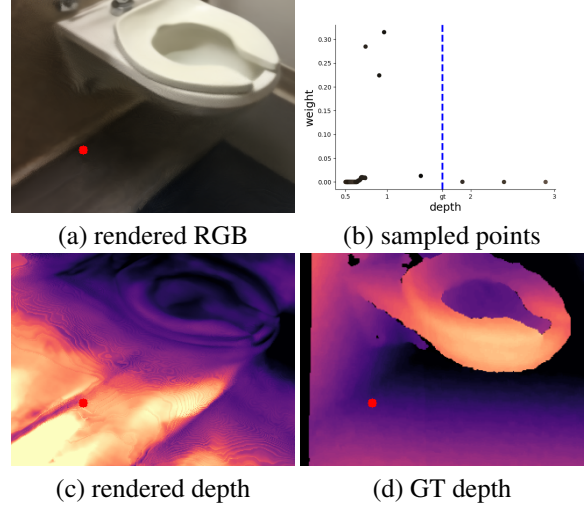 0.30
0.25
0.20
0.15
0.10
0.05
0.00
weight
0.5
1
gt
2
3
depth
(a) rendered RGB
(b) sampled points
(c) rendered depth
(d) GT depth